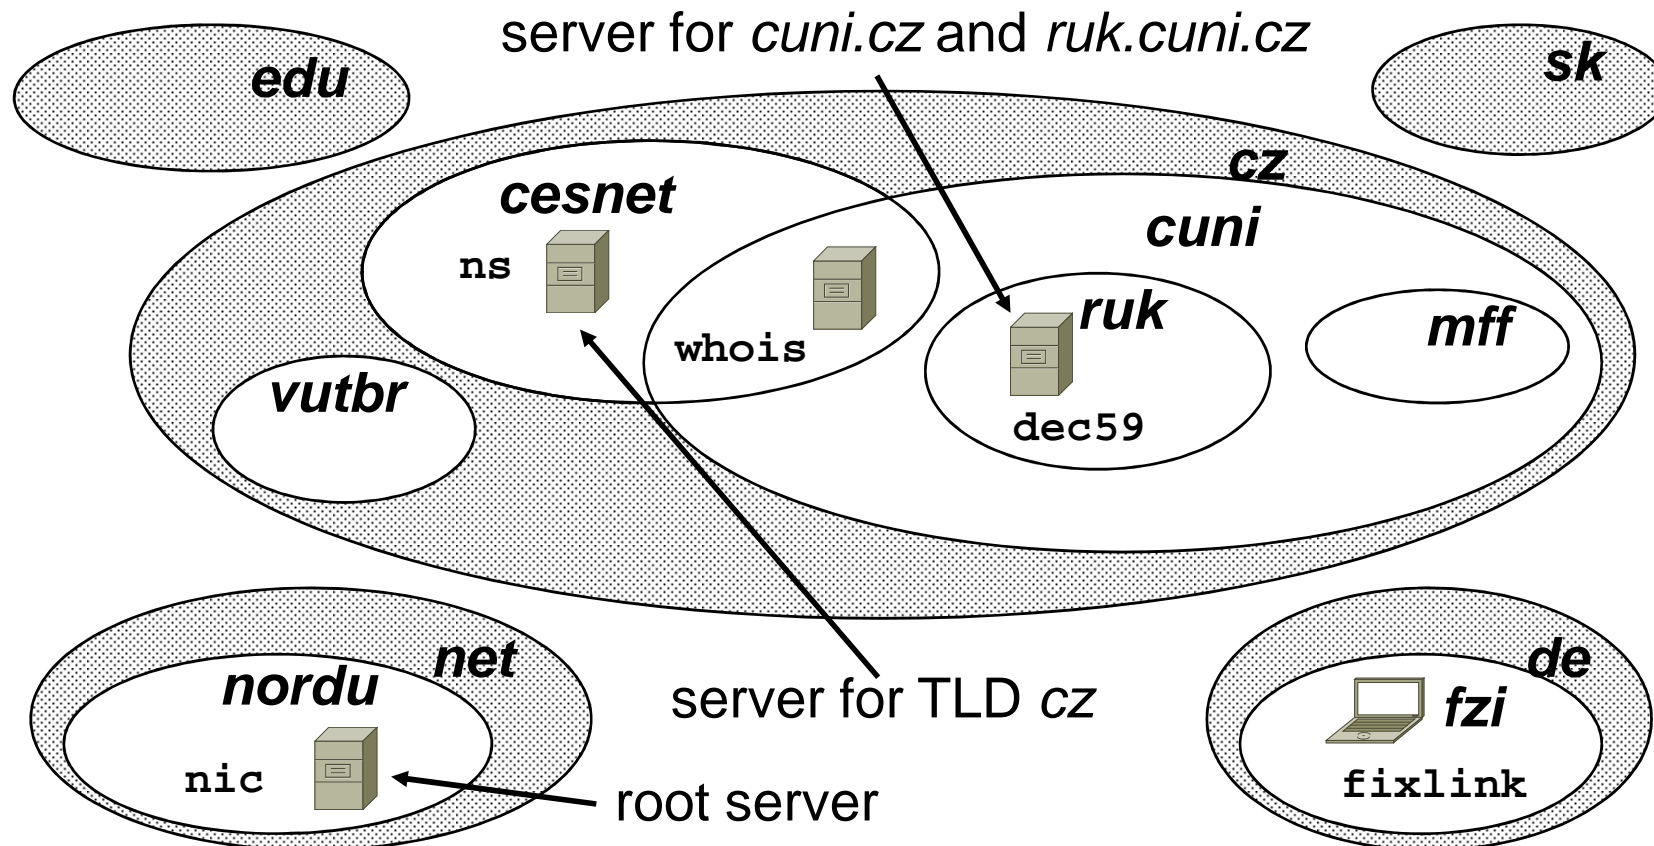 server for cuni.cz and ruk.cuni.cz
edu
sk
cz
cesnet
cuni
ns
ruk
mff
whois
vutbr
dec59
net
de
nordu
server for TLD cz
fzi
nic
fixlink
root server